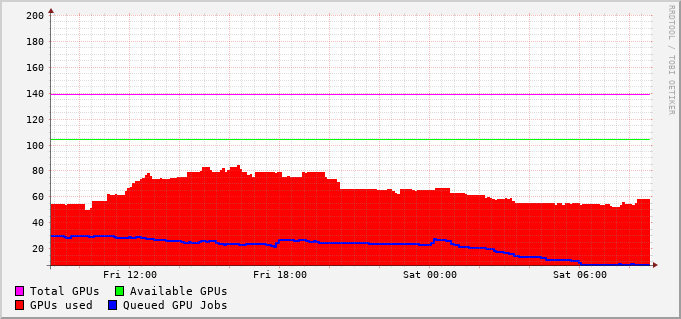 200
180
160
140
120
100
80
60
40
20
Fri 12:00 Fri 18:00 Sat 00:00 Sat 06:00
Total GPUs Available GPUs
GPUs used Queued GPU Jobs
RRDTOOL / TOBI OETIKER